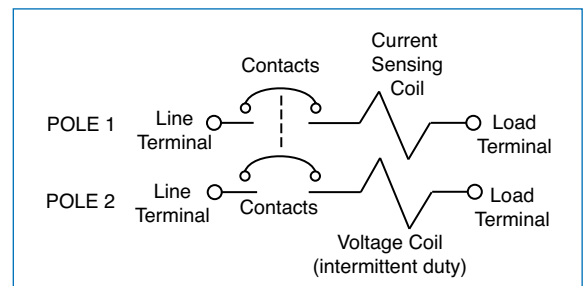 Current
Sensing
Coil
Contacts
POLE 1
Line
Terminal
Load
Terminal
POLE 2
Line
Terminal
Contacts
Load
Terminal
Voltage Coil
(intermittent duty)